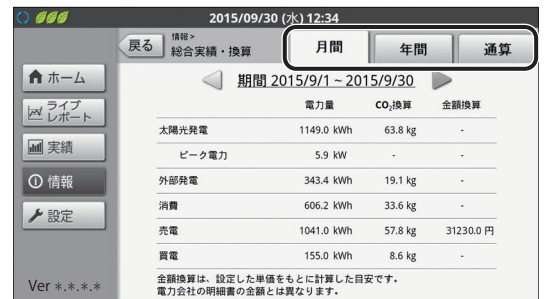 2015/09/30 (水) 12:34
戻る
情報>
総合実績・換算
月間
年間
通算
ホーム
ライブ
レポート
実績
情報
設定
Ver *.*.*.*
期間 2015/9/1 ~ 2015/9/30
電力量 CO₂換算 金額換算
太陽光発電 1149.0 kWh 63.8 kg -
ピーク電力 5.9 kW - -
外部発電 343.4 kWh 19.1 kg -
消費 606.2 kWh 33.6 kg -
売電 1041.0 kWh 57.8 kg 31230.0 円
買電 155.0 kWh 8.6 kg -
金額換算は、設定した単価をもとに計算した目安です。
電力会社の明細書の金額とは異なります。